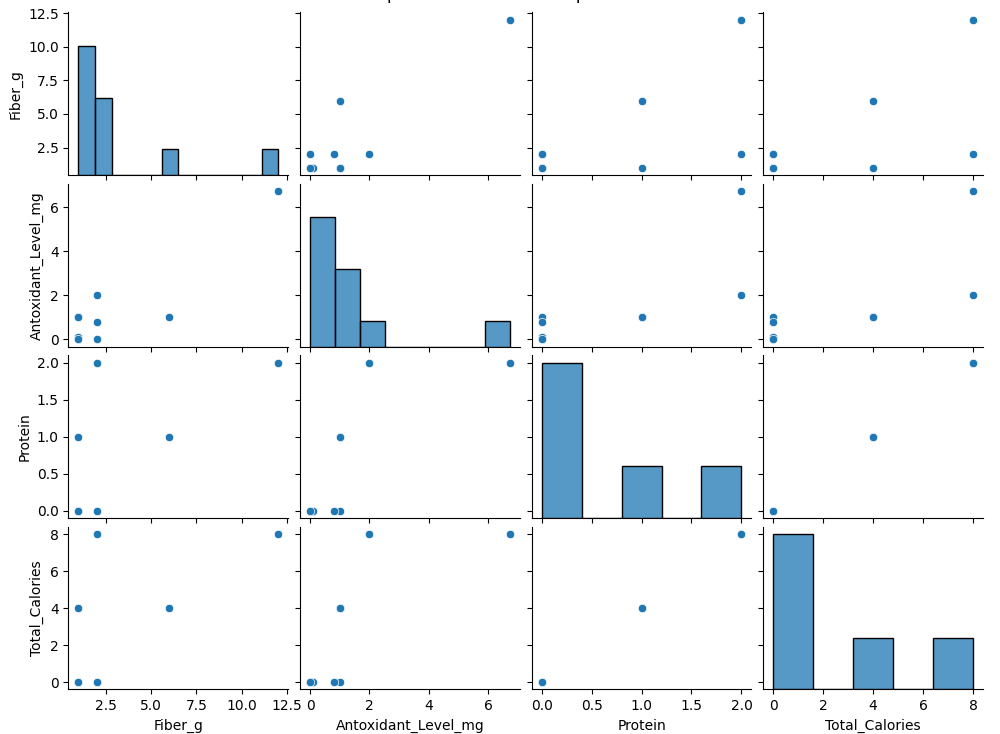 12.5
10.0
7.5
5.0
2.5
Fiber_g
6
4
2
0
Antoxidant_Level_mg
2.0
1.5
1.0
0.5
0.0
Protein
8
6
4
2
0
Total_Calories
2.5 5.0 7.5 10.0 12.5
0 2 4 6
0.0 0.5 1.0 1.5 2.0
0 2 4 6 8
Fiber_g
Antoxidant_Level_mg
Protein
Total_Calories